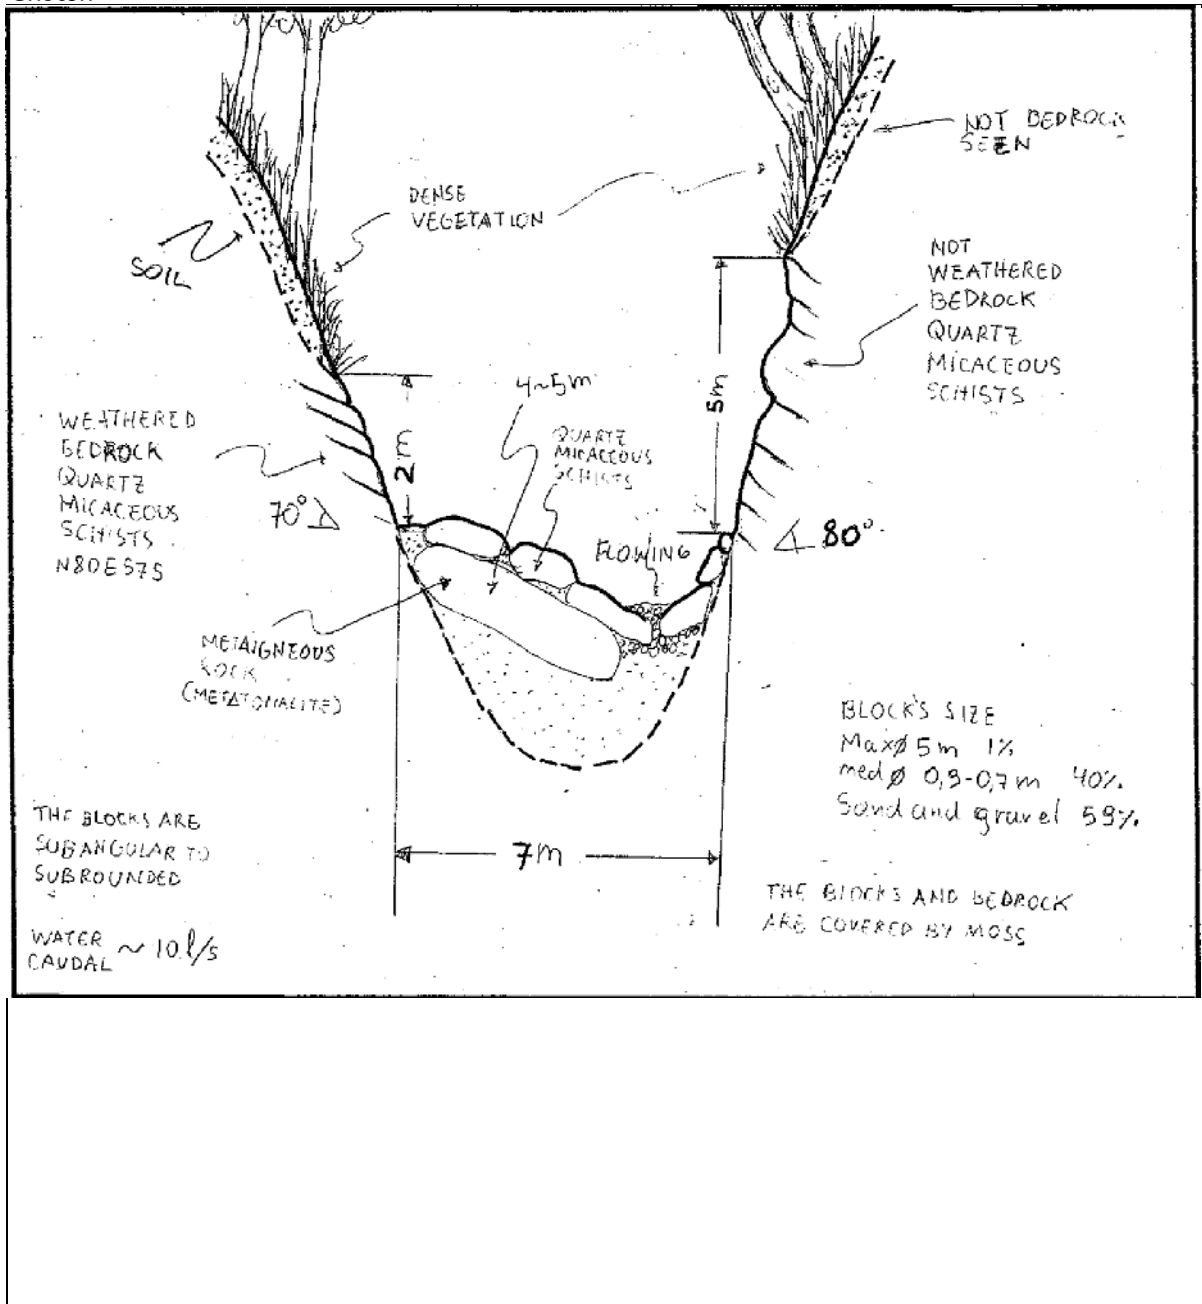 NOT BEDROCK
SEEN
DENSE
VEGETATION
SOIL
NOT
WEATHERED
BEDROCK
QUARTZ
MICACEOUS
SCHISTS
4~5m
5m
WEATHERED
BEDROCK
QUARTZ
MICACEOUS
SCHISTS
N80E57S
2m
QUARTZ
MICACEOUS
SCHISTS
70°
FLOWING
80°
METAIGNEOUS
ROCK
(METATONALITE)
BLOCK'S SIZE
Maxø 5m 1%
medø 0,3-0,7m 40%
Sand and gravel 59%
THE BLOCKS ARE
SUBANGULAR TO
SUBROUNDED
7m
THE BLOCKS AND BEDROCK
ARE COVERED BY MOSS
WATER
CAUDAL ~10 l/s